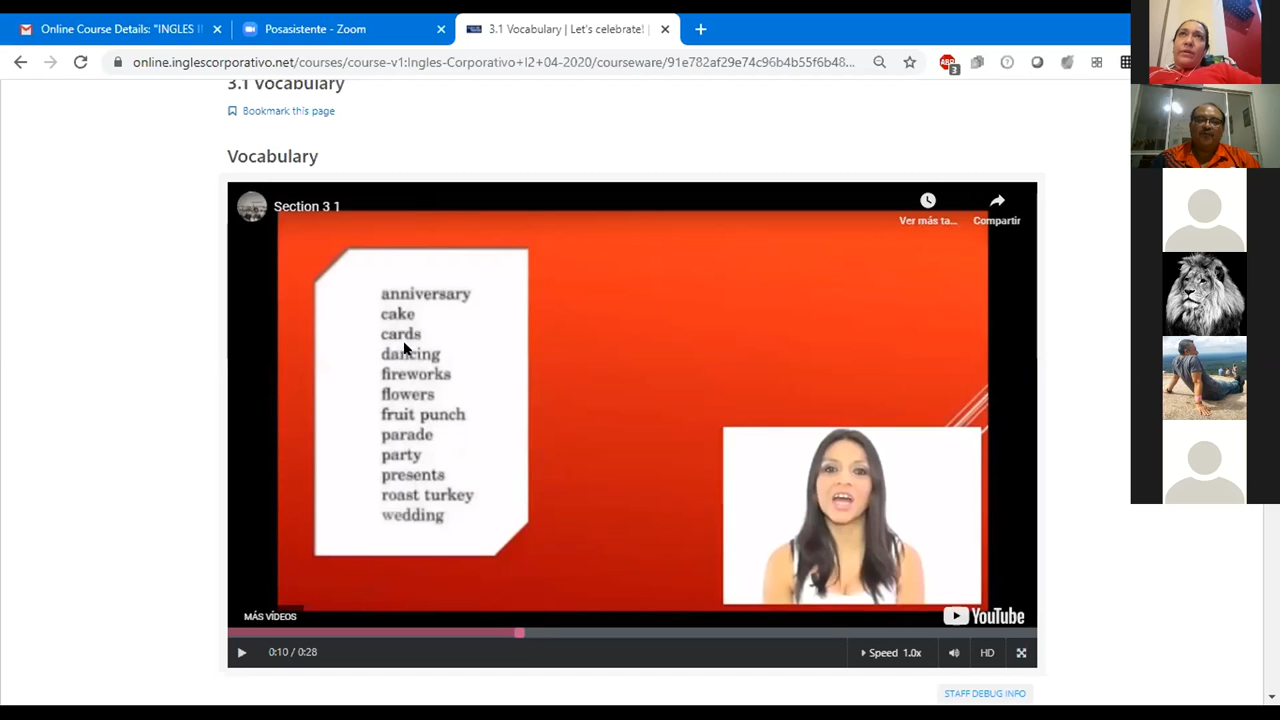 Online Course Details: "INGLES I
Posasistente - Zoom
3.1 Vocabulary | Let's celebrate! |
online.inglescorporativo.net/courses/course-v1:Ingles-Corporativo+I2+04-2020/courseware/91e782af29e74c96b4b55f6b48...
ABP
3
3.1 Vocabulary
Bookmark this page
Vocabulary
Section 3 1
Ver más ta...
Compartir
anniversary
cake
cards
dancing
fireworks
flowers
fruit punch
parade
party
presents
roast turkey
wedding
MÁS VÍDEOS
YouTube
0:10 / 0:28
Speed 1.0x
HD
STAFF DEBUG INFO